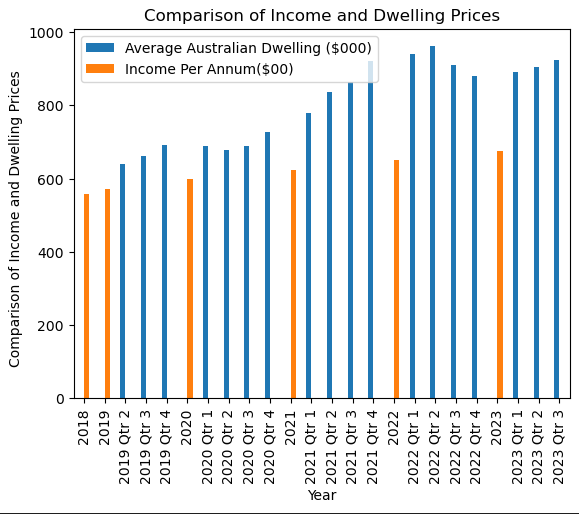 Comparison of Income and Dwelling Prices
Average Australian Dwelling ($000)
Income Per Annum($00)
Comparison of Income and Dwelling Prices
1000
800
600
400
200
0
2018
2019
2019 Qtr 2
2019 Qtr 3
2019 Qtr 4
2020
2020 Qtr 1
2020 Qtr 2
2020 Qtr 3
2020 Qtr 4
2021
2021 Qtr 1
2021 Qtr 2
2021 Qtr 3
2021 Qtr 4
2022
2022 Qtr 1
2022 Qtr 2
2022 Qtr 3
2022 Qtr 4
2023
2023 Qtr 1
2023 Qtr 2
2023 Qtr 3
Year